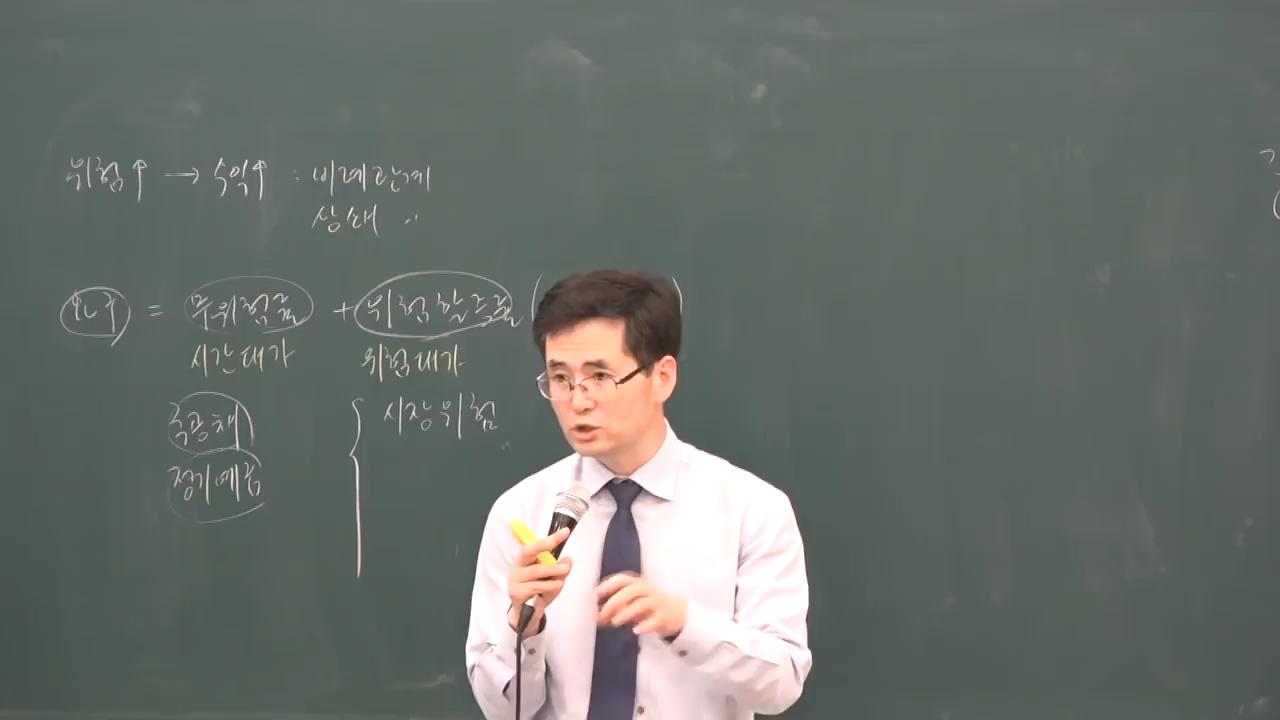 위험↑ → 수익↑ : 비례관계
상쇄 〃
요구 = 무위험률 + 위험할증률 (     )
시간대가 위험대가
국공채 { 시장위험
정기예금